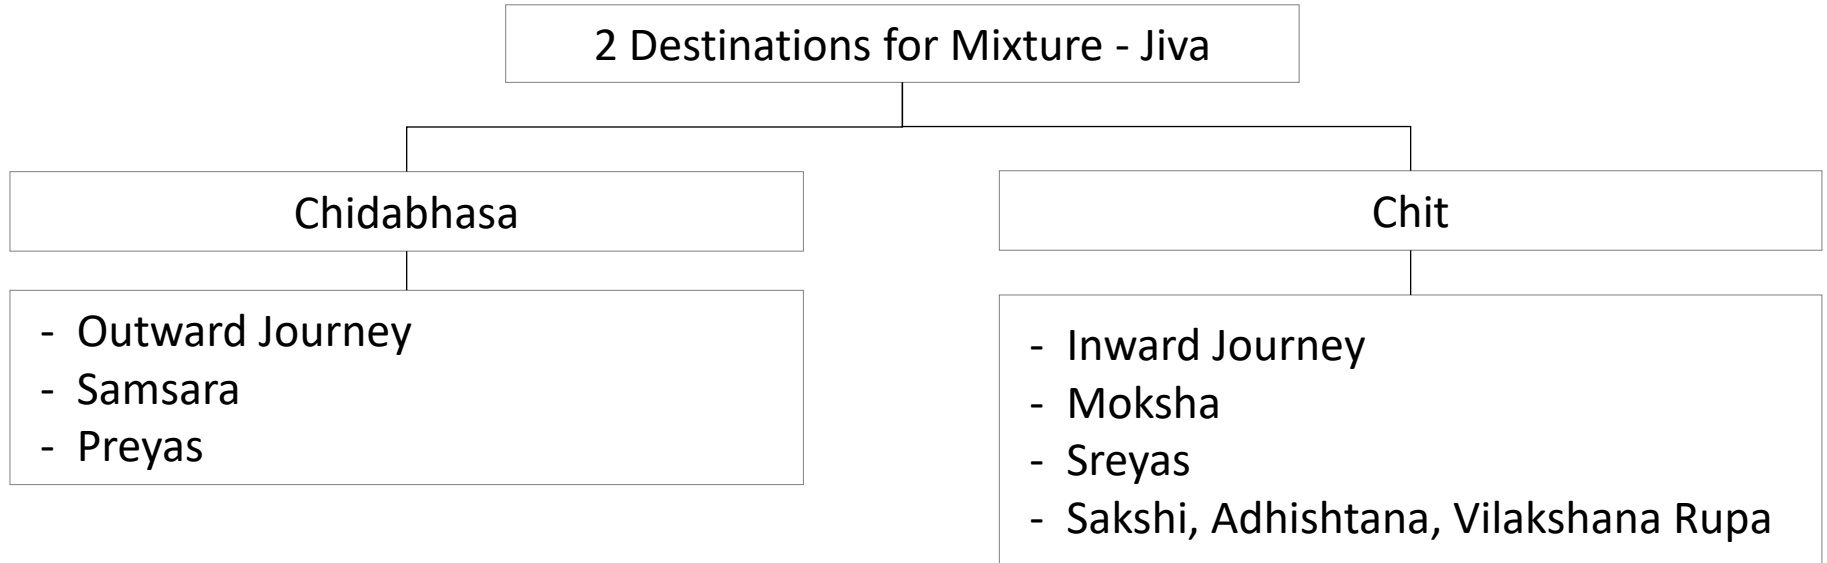 2 Destinations for Mixture - Jiva
Chidabhasa
- Outward Journey
- Samsara
- Preyas
Chit
- Inward Journey
- Moksha
- Sreyas
- Sakshi, Adhishtana, Vilakshana Rupa